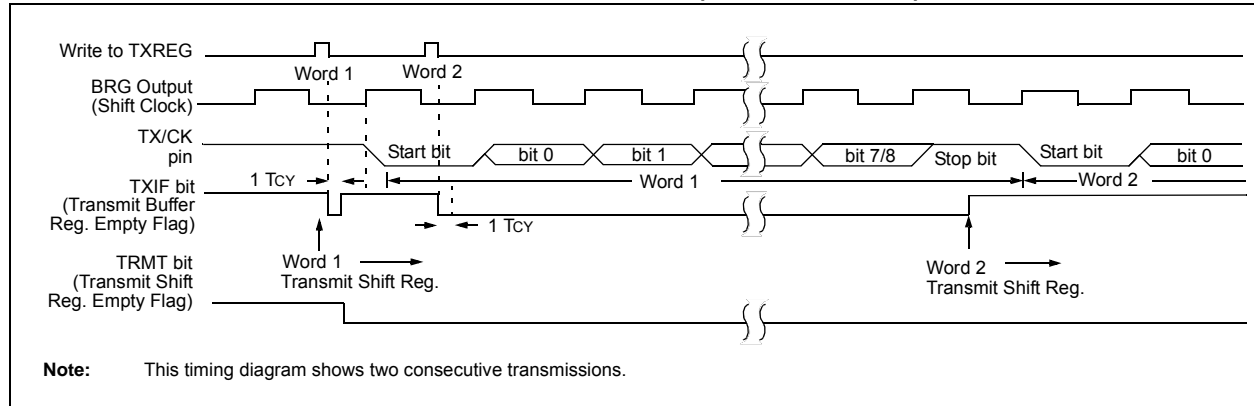 Write to TXREG
Word 1
Word 2
BRG Output
(Shift Clock)
TX/CK
pin
Start bit
bit 0
bit 1
bit 7/8
Stop bit
Start bit
bit 0
1 TCY
Word 1
Word 2
TXIF bit
(Transmit Buffer
Reg. Empty Flag)
1 TCY
Word 1
Transmit Shift Reg.
Word 2
Transmit Shift Reg.
TRMT bit
(Transmit Shift
Reg. Empty Flag)
Note: This timing diagram shows two consecutive transmissions.